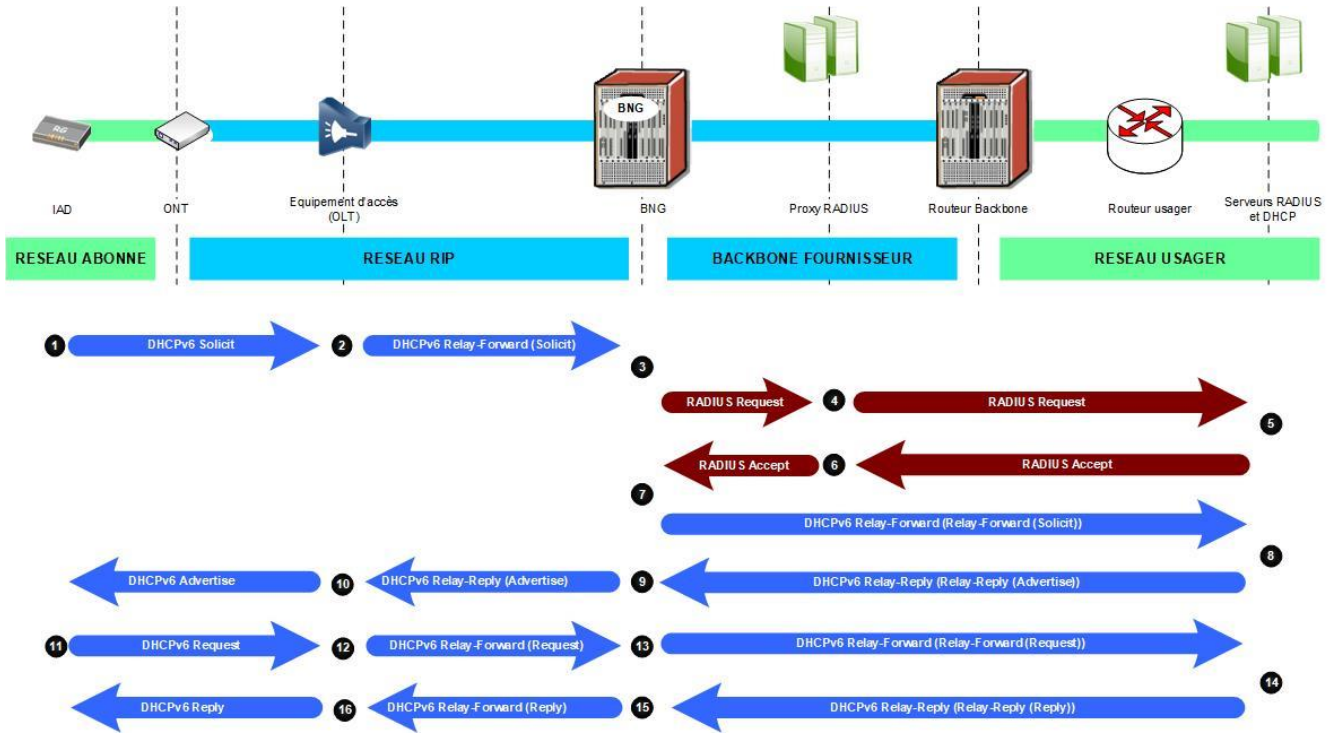 BNG
RG
IAD
ONT
Equipement d'accès
(OLT)
BNG
Proxy RADIUS
Routeur Backbone
Routeur usager
Serveurs RADIUS
et DHCP
RESEAU ABONNE
RESEAU RIP
BACKBONE FOURNISSEUR
RESEAU USAGER
1
DHCPv6 Solicit
2
DHCPv6 Relay-Forward (Solicit)
3
RADIUS Request
4
RADIUS Request
5
RADIUS Accept
6
RADIUS Accept
7
DHCPv6 Relay-Forward (Relay-Forward (Solicit))
8
DHCPv6 Advertise
10
DHCPv6 Relay-Reply (Advertise)
9
DHCPv6 Relay-Reply (Relay-Reply (Advertise))
11
DHCPv6 Request
12
DHCPv6 Relay-Forward (Request)
13
DHCPv6 Relay-Forward (Relay-Forward (Request))
14
DHCPv6 Reply
16
DHCPv6 Relay-Forward (Reply)
15
DHCPv6 Relay-Reply (Relay-Reply (Reply))